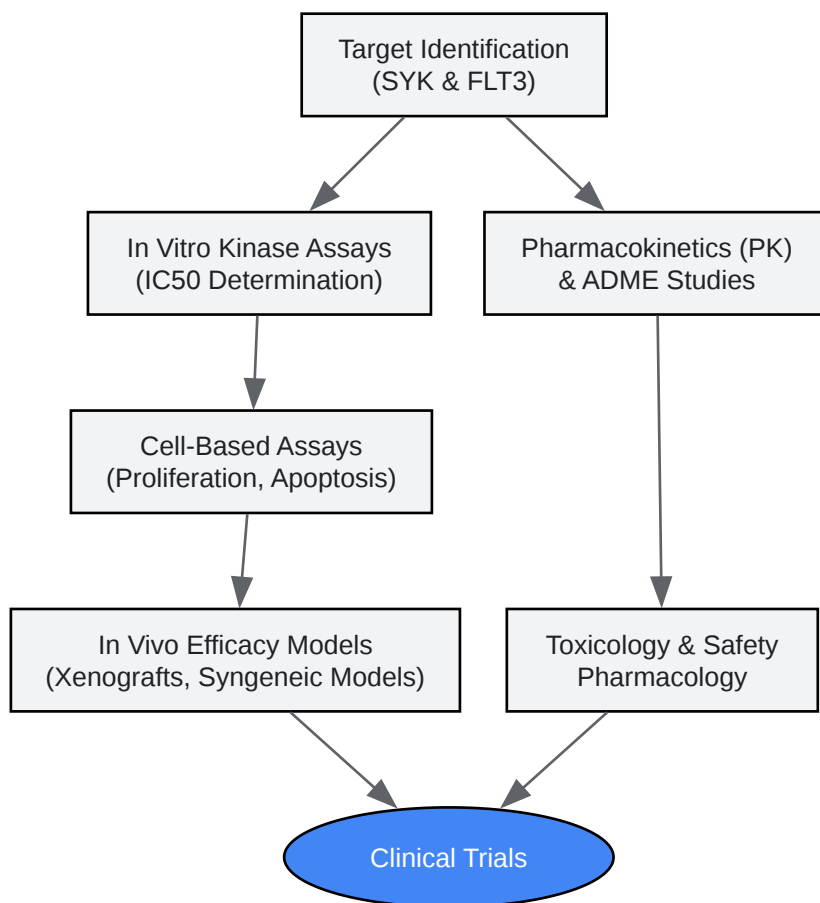 Target Identification
(SYK & FLT3)
In Vitro Kinase Assays
(IC50 Determination)
Pharmacokinetics (PK)
& ADME Studies
Cell-Based Assays
(Proliferation, Apoptosis)
In Vivo Efficacy Models
(Xenografts, Syngeneic Models)
Toxicology & Safety
Pharmacology
Clinical Trials